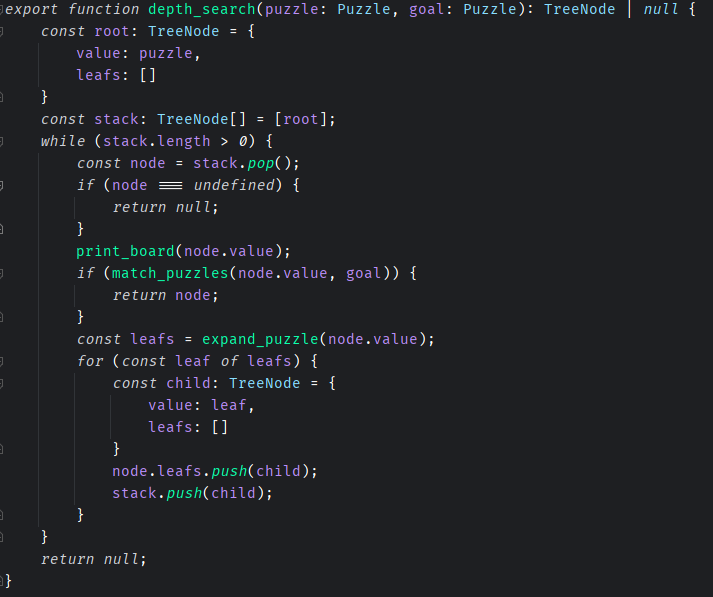 export function depth_search(puzzle: Puzzle, goal: Puzzle): TreeNode | null {
    const root: TreeNode = {
        value: puzzle,
        leafs: []
    }
    const stack: TreeNode[] = [root];
    while (stack.length > 0) {
        const node = stack.pop();
        if (node === undefined) {
            return null;
        }
        print_board(node.value);
        if (match_puzzles(node.value, goal)) {
            return node;
        }
        const leafs = expand_puzzle(node.value);
        for (const leaf of leafs) {
            const child: TreeNode = {
                value: leaf,
                leafs: []
            }
            node.leafs.push(child);
            stack.push(child);
        }
    }
    return null;
}